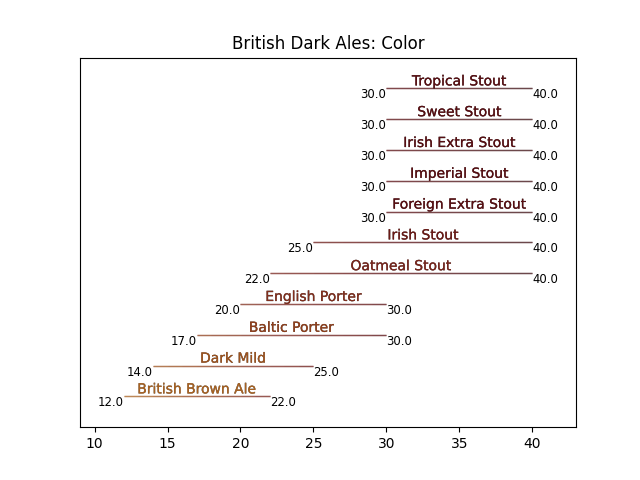 British Dark Ales: Color
Tropical Stout
30.0 40.0
Sweet Stout
30.0 40.0
Irish Extra Stout
30.0 40.0
Imperial Stout
30.0 40.0
Foreign Extra Stout
30.0 40.0
Irish Stout
25.0 40.0
Oatmeal Stout
22.0 40.0
English Porter
20.0 30.0
Baltic Porter
17.0 30.0
Dark Mild
14.0 25.0
British Brown Ale
12.0 22.0
10 15 20 25 30 35 40